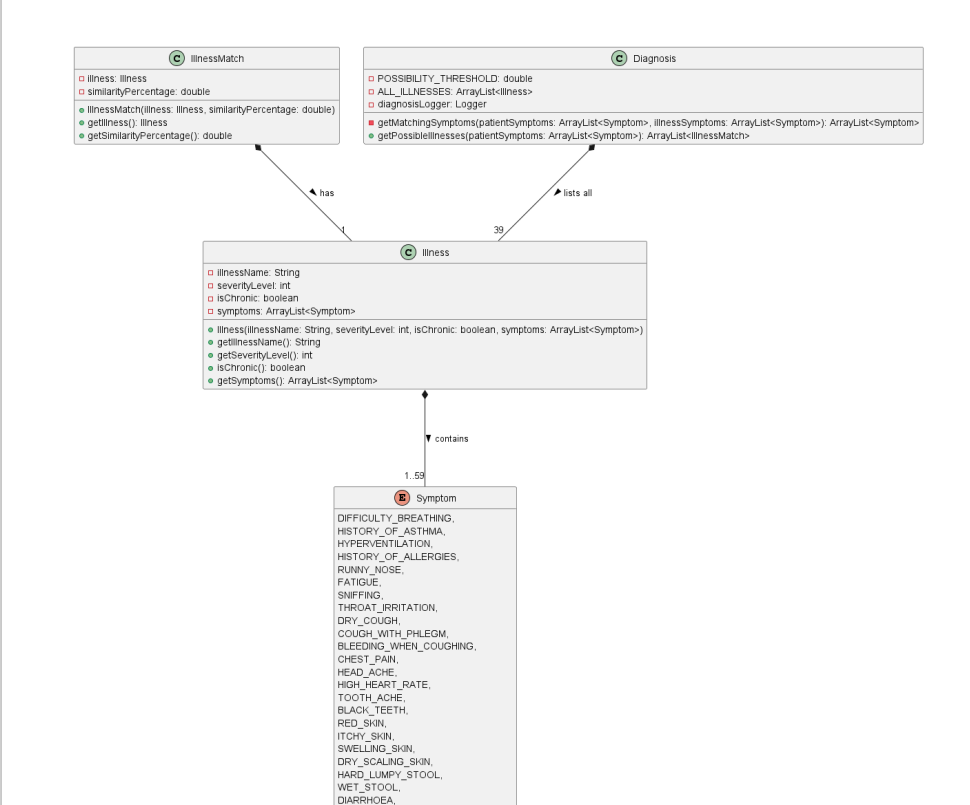 C IllnessMatch
illness: Illness
similarityPercentage: double
IllnessMatch(illness: Illness, similarityPercentage: double)
getIllness(): Illness
getSimilarityPercentage(): double
C Diagnosis
POSSIBILITY_THRESHOLD: double
ALL_ILLNESSES: ArrayList<Illness>
diagnosisLogger: Logger
getMatchingSymptoms(patientSymptoms: ArrayList<Symptom>, illnessSymptoms: ArrayList<Symptom>): ArrayList<Symptom>
getPossibleIllnesses(patientSymptoms: ArrayList<Symptom>): ArrayList<IllnessMatch>
has
lists all
1
39
C Illness
illnessName: String
severityLevel: int
isChronic: boolean
symptoms: ArrayList<Symptom>
Illness(illnessName: String, severityLevel: int, isChronic: boolean, symptoms: ArrayList<Symptom>)
getIllnessName(): String
getSeverityLevel(): int
isChronic(): boolean
getSymptoms(): ArrayList<Symptom>
contains
1..59
E Symptom
DIFFICULTY_BREATHING,
HISTORY_OF_ASTHMA,
HYPERVENTILATION,
HISTORY_OF_ALLERGIES,
RUNNY_NOSE,
FATIGUE,
SNIFFING,
THROAT_IRRITATION,
DRY_COUGH,
COUGH_WITH_PHLEGM,
BLEEDING_WHEN_COUGHING,
CHEST_PAIN,
HEAD_ACHE,
HIGH_HEART_RATE,
TOOTH_ACHE,
BLACK_TEETH,
RED_SKIN,
ITCHY_SKIN,
SWELLING_SKIN,
DRY_SCALING_SKIN,
HARD_LUMPY_STOOL,
WET_STOOL,
DIARRHOEA,